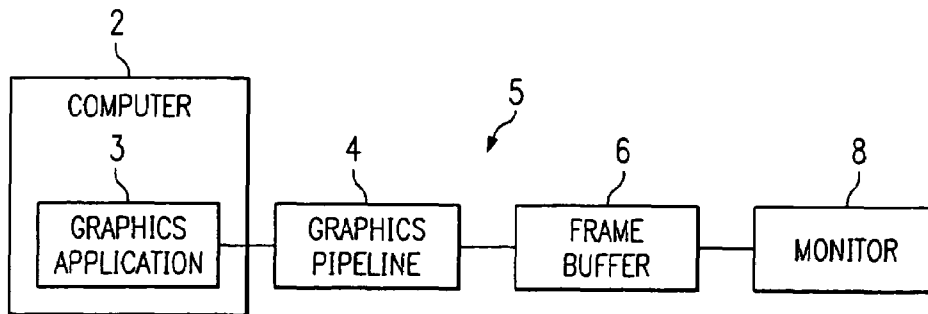 2
COMPUTER
3
GRAPHICS
APPLICATION
4
GRAPHICS
PIPELINE
5
6
FRAME
BUFFER
8
MONITOR